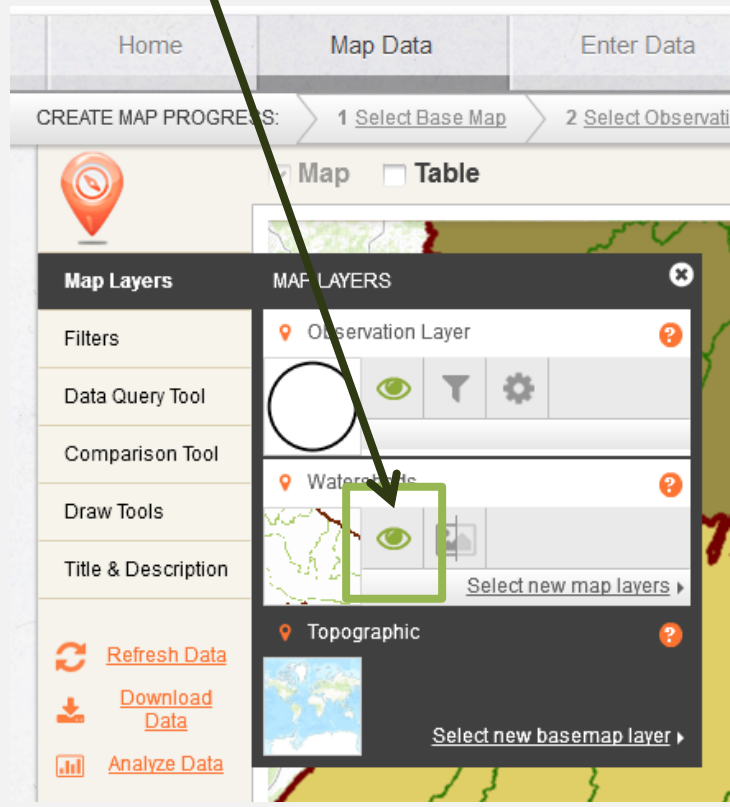 Home Map Data Enter Data
CREATE MAP PROGRESS: 1 Select Base Map 2 Select Observati
Map Table
Map Layers
Filters
Data Query Tool
Comparison Tool
Draw Tools
Title & Description
Refresh Data
Download
Data
Analyze Data
MAP LAYERS
Observation Layer
?
Watersheds
?
Select new map layers
Topographic
?
Select new basemap layer